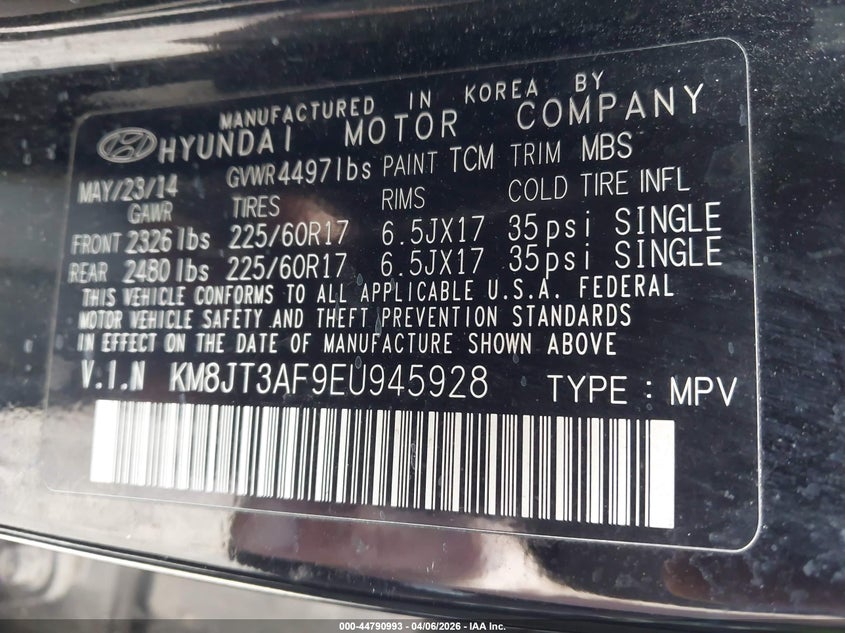 MANUFACTURED IN KOREA BY
HYUNDAI MOTOR COMPANY
MAY/23/14 GVWR 4497lbs PAINT TCM TRIM MBS
GAWR TIRES RIMS COLD TIRE INFL
FRONT 2326 lbs 225/60R17 6.5JX17 35psi SINGLE
REAR 2480 lbs 225/60R17 6.5JX17 35psi SINGLE
THIS VEHICLE CONFORMS TO ALL APPLICABLE U.S.A. FEDERAL
MOTOR VEHICLE SAFETY AND THEFT PREVENTION STANDARDS
IN EFFECT ON THE DATE OF MANUFACTURE SHOWN ABOVE
V.I.N KM8JT3AF9EU945928 TYPE : MPV
000-44790993 - 04/06/2026 - IAA Inc.